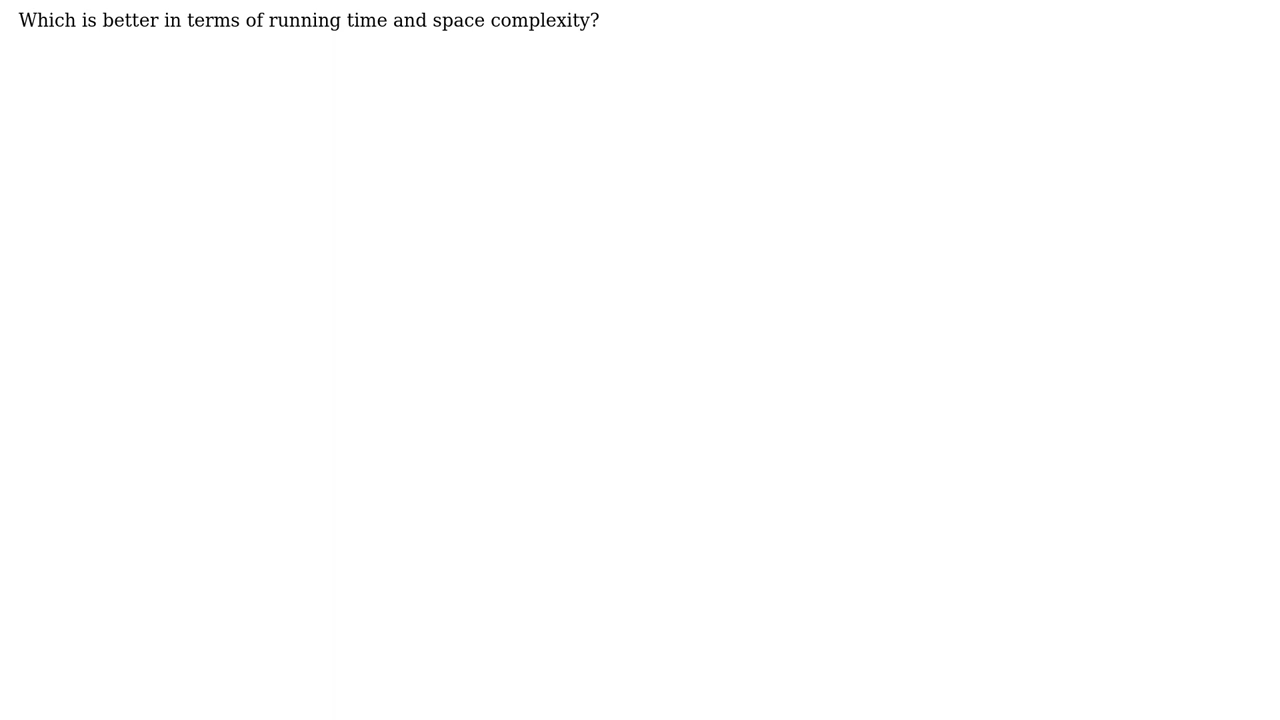 Which is better in terms of running time and space complexity?